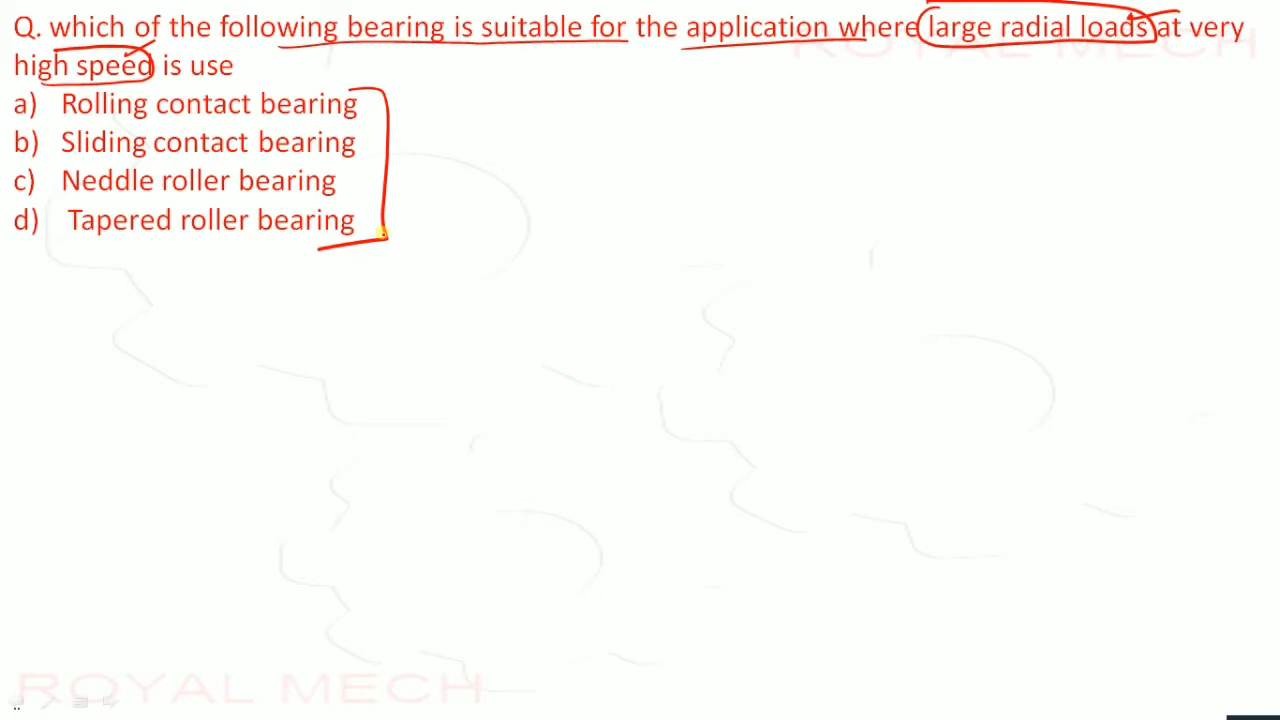 Q. which of the following bearing is suitable for the application where large radial loads at very
high speed is use
a) Rolling contact bearing
b) Sliding contact bearing
c) Neddle roller bearing
d) Tapered roller bearing
ROYAL MECH
ROYAL MECH